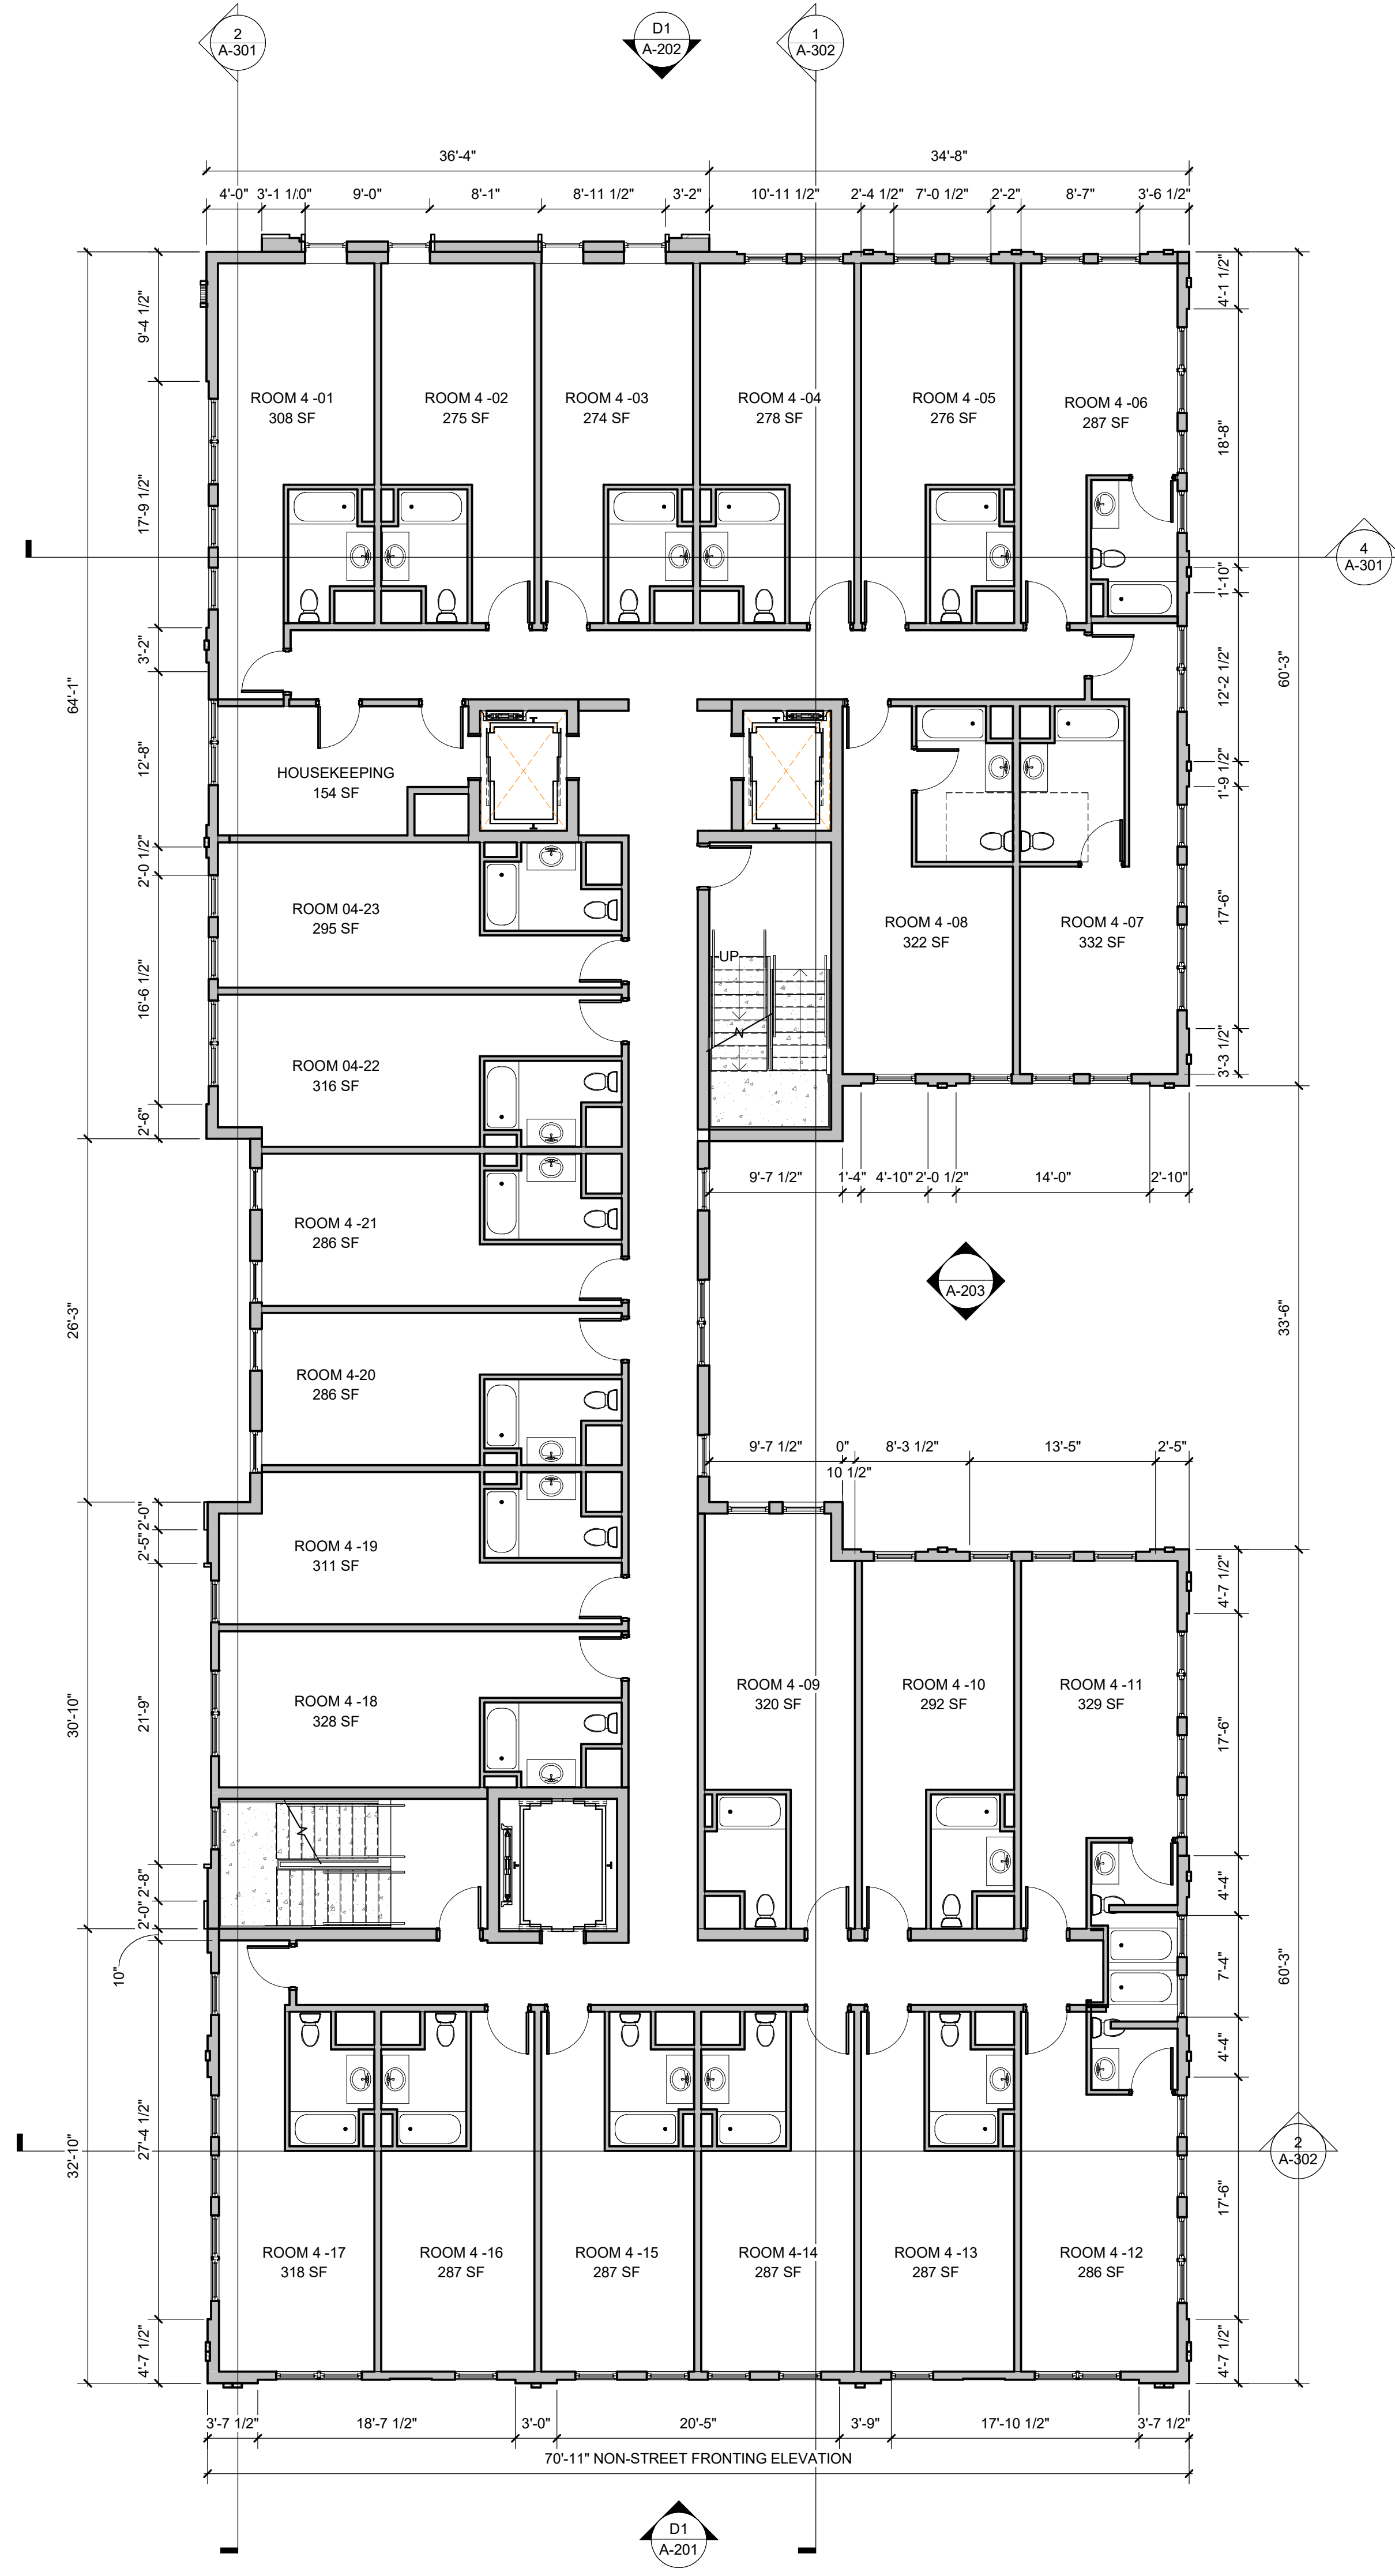 2
A-301
D1
A-202
1
A-302
36'-4"
34'-8"
4'-0"
3'-1 1/2"
0"
9'-0"
8'-1"
8'-11 1/2"
3'-2"
10'-11 1/2"
2'-4 1/2"
7'-0 1/2"
2'-2"
8'-7"
3'-6 1/2"
9'-4 1/2"
17'-9 1/2"
3'-2"
64'-1"
12'-8"
2'-0 1/2"
16'-6 1/2"
2'-6"
4'-1 1/2"
18'-8"
1'-10"
12'-2 1/2"
60'-3"
1'-9 1/2"
17'-6"
3'-3 1/2"
4
A-301
ROOM 4 -01
308 SF
ROOM 4 -02
275 SF
ROOM 4 -03
274 SF
ROOM 4 -04
278 SF
ROOM 4 -05
276 SF
ROOM 4 -06
287 SF
HOUSEKEEPING
154 SF
ROOM 04-23
295 SF
UP
ROOM 4 -08
322 SF
ROOM 4 -07
332 SF
ROOM 04-22
316 SF
9'-7 1/2"
1'-4"
4'-10"
2'-0 1/2"
14'-0"
2'-10"
ROOM 4 -21
286 SF
A-203
26'-3"
33'-6"
ROOM 4-20
286 SF
9'-7 1/2"
0"
10 1/2"
8'-3 1/2"
13'-5"
2'-5"
2'-0"
2'-5"
ROOM 4 -19
311 SF
4'-7 1/2"
30'-10"
21'-9"
ROOM 4 -18
328 SF
ROOM 4 -09
320 SF
ROOM 4 -10
292 SF
ROOM 4 -11
329 SF
17'-6"
2'-8"
2'-0"
10"
4'-4"
7'-4"
60'-3"
4'-4"
27'-4 1/2"
32'-10"
4'-7 1/2"
17'-6"
4'-7 1/2"
2
A-302
ROOM 4 -17
318 SF
ROOM 4 -16
287 SF
ROOM 4 -15
287 SF
ROOM 4-14
287 SF
ROOM 4 -13
287 SF
ROOM 4 -12
286 SF
3'-7 1/2"
18'-7 1/2"
3'-0"
20'-5"
3'-9"
17'-10 1/2"
3'-7 1/2"
70'-11" NON-STREET FRONTING ELEVATION
D1
A-201